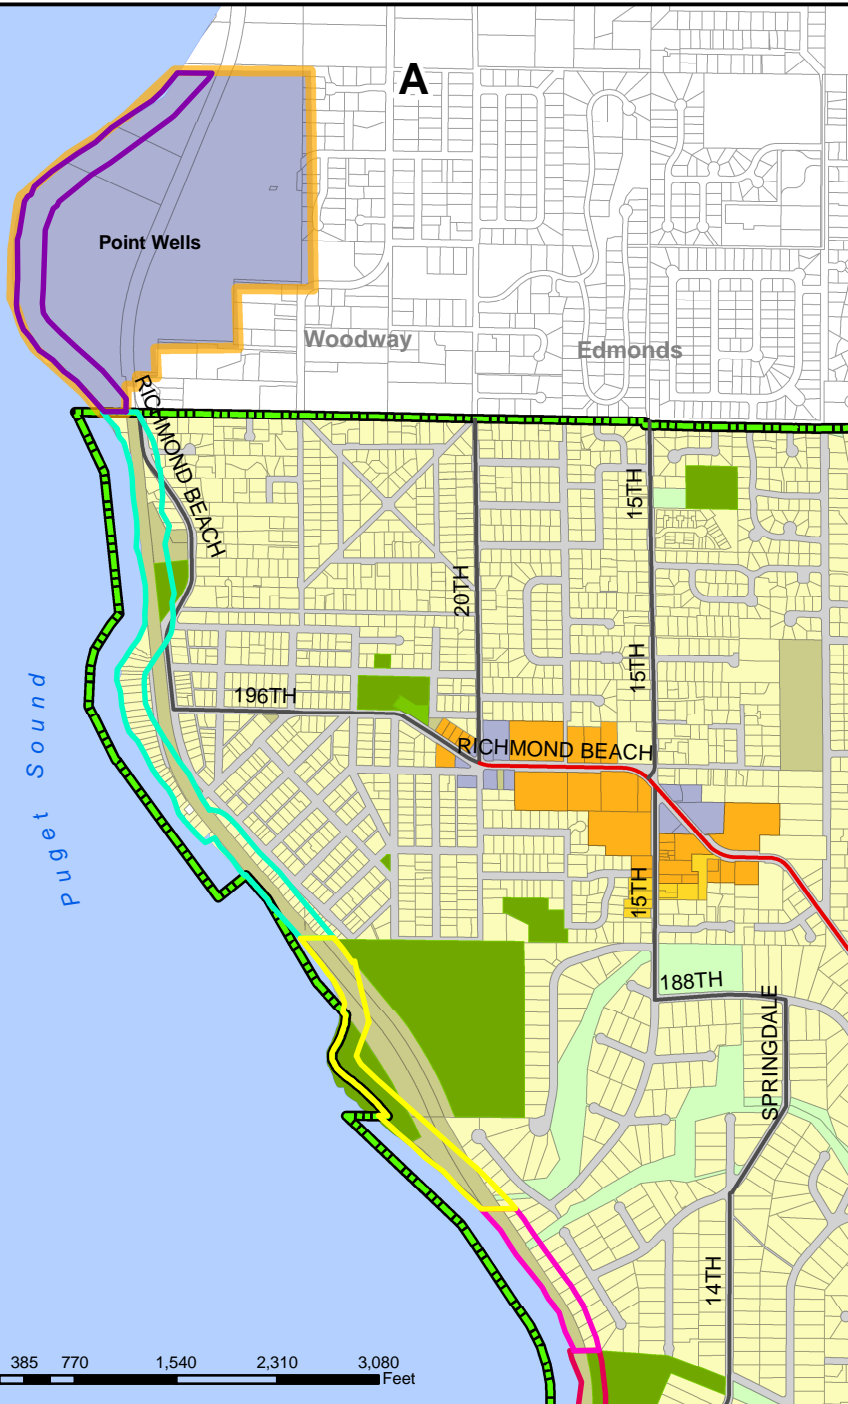 A
Point Wells
Woodway
Edmonds
RICHMOND BEACH
15TH
20TH
15TH
196TH
RICHMOND BEACH
Puget Sound
15TH
188TH
SPRINGDALE
14TH
385 770 1,540 2,310 3,080
Feet